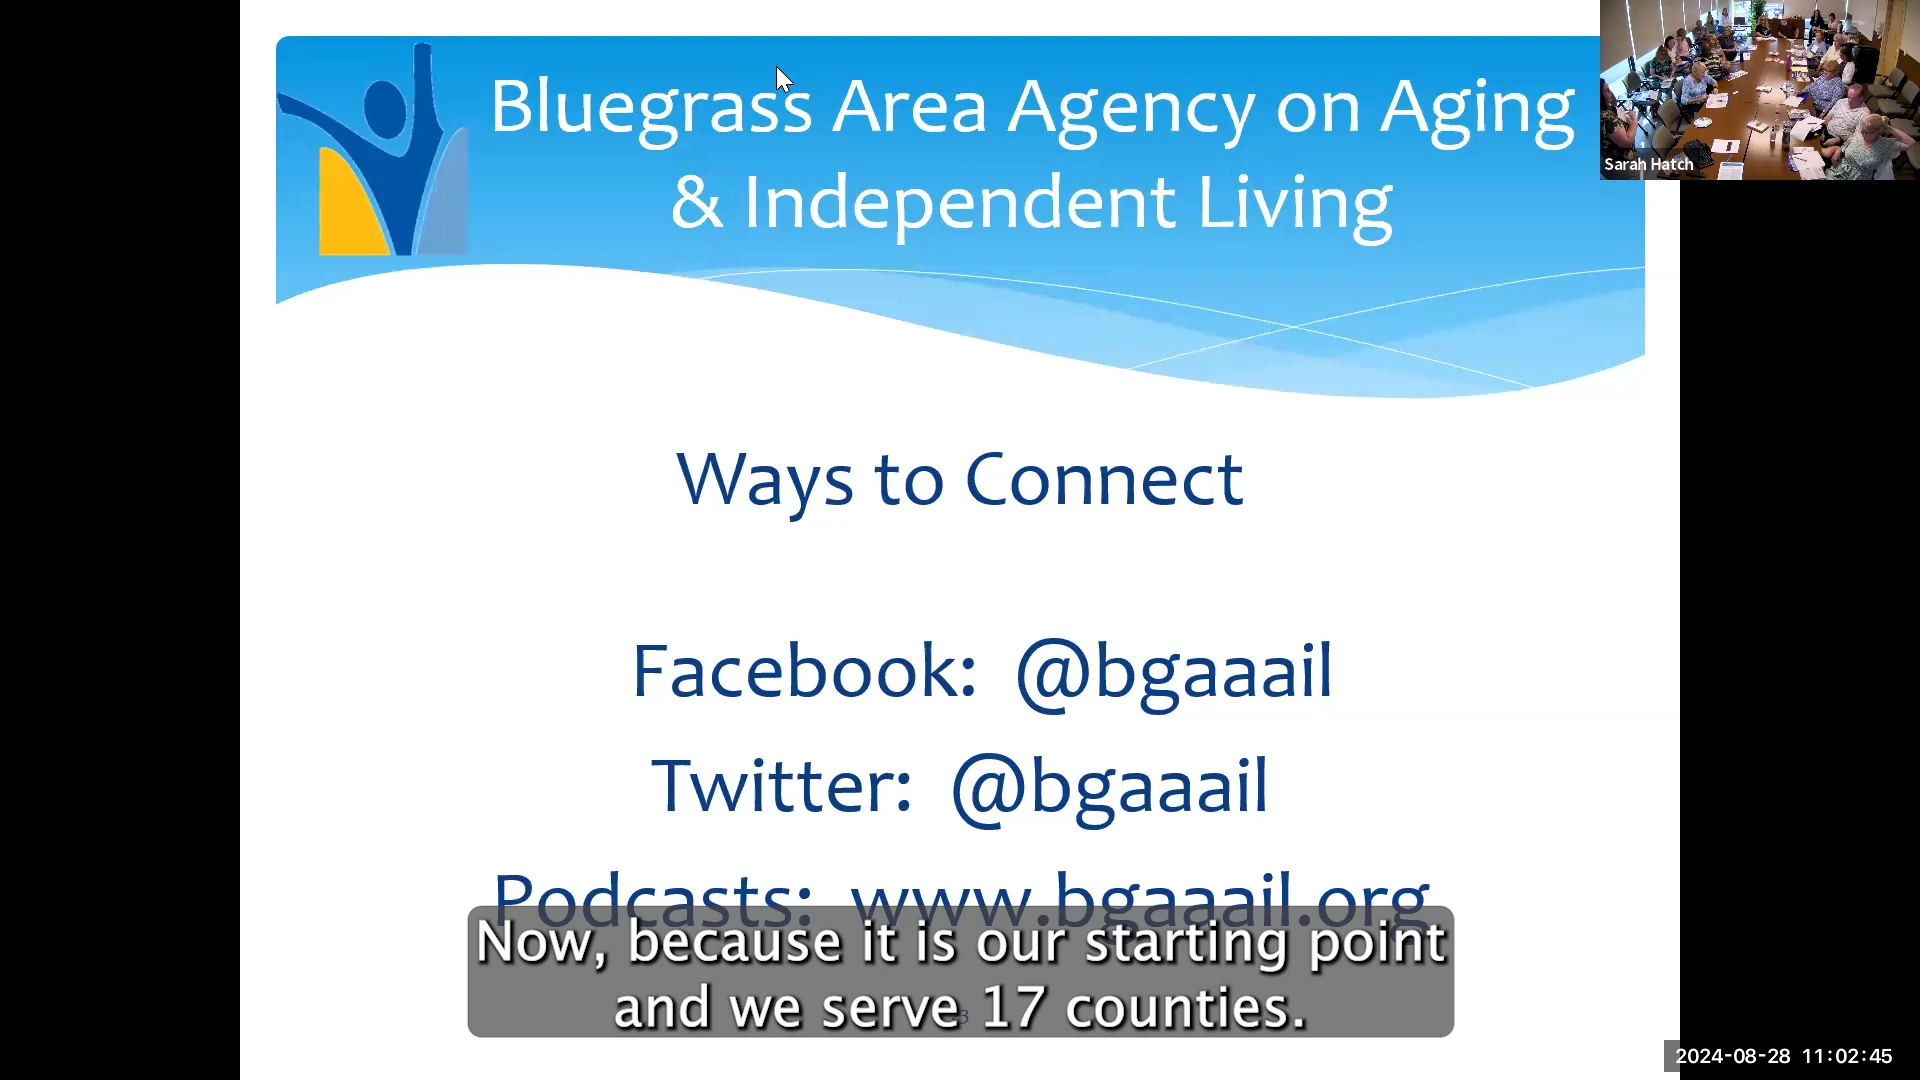 Bluegrass Area Agency on Aging
& Independent Living
Sarah Hatch
Ways to Connect
Facebook: @bgaaail
Twitter: @bgaaail
Podcasts: www.bgaaail.org
Now, because it is our starting point
and we serve 17 counties.
2024-08-28 11:02:45